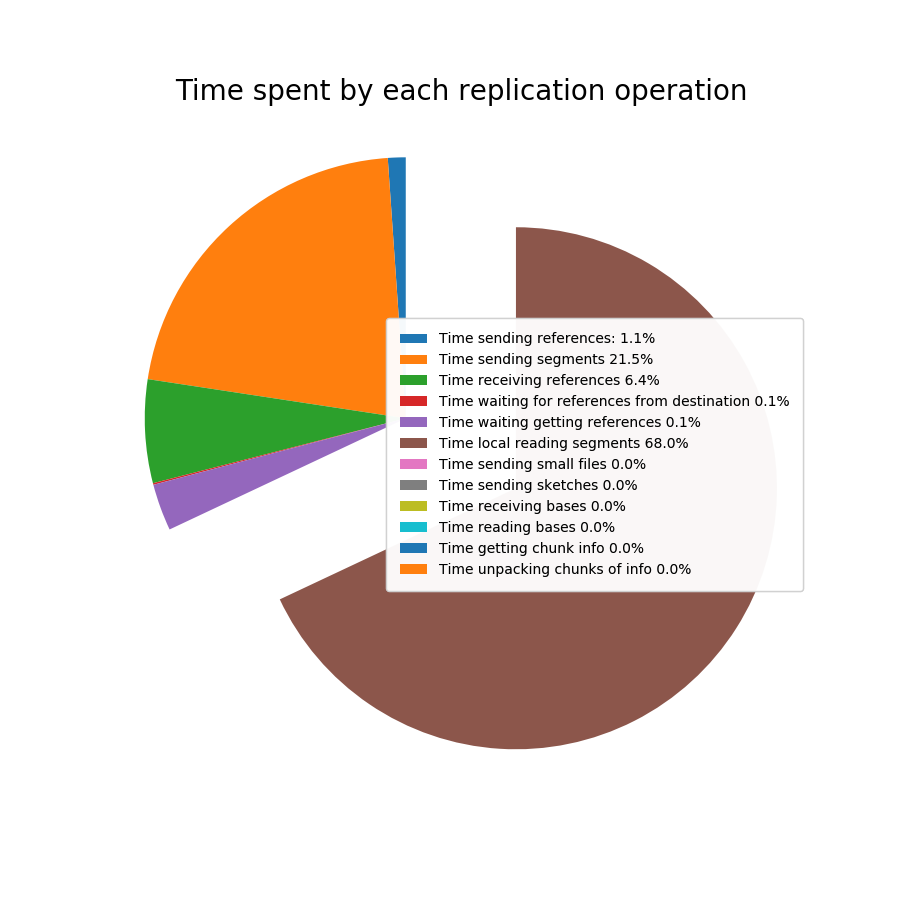 Time spent by each replication operation
Time sending references: 1.1%
Time sending segments 21.5%
Time receiving references 6.4%
Time waiting for references from destination 0.1%
Time waiting getting references 0.1%
Time local reading segments 68.0%
Time sending small files 0.0%
Time sending sketches 0.0%
Time receiving bases 0.0%
Time reading bases 0.0%
Time getting chunk info 0.0%
Time unpacking chunks of info 0.0%